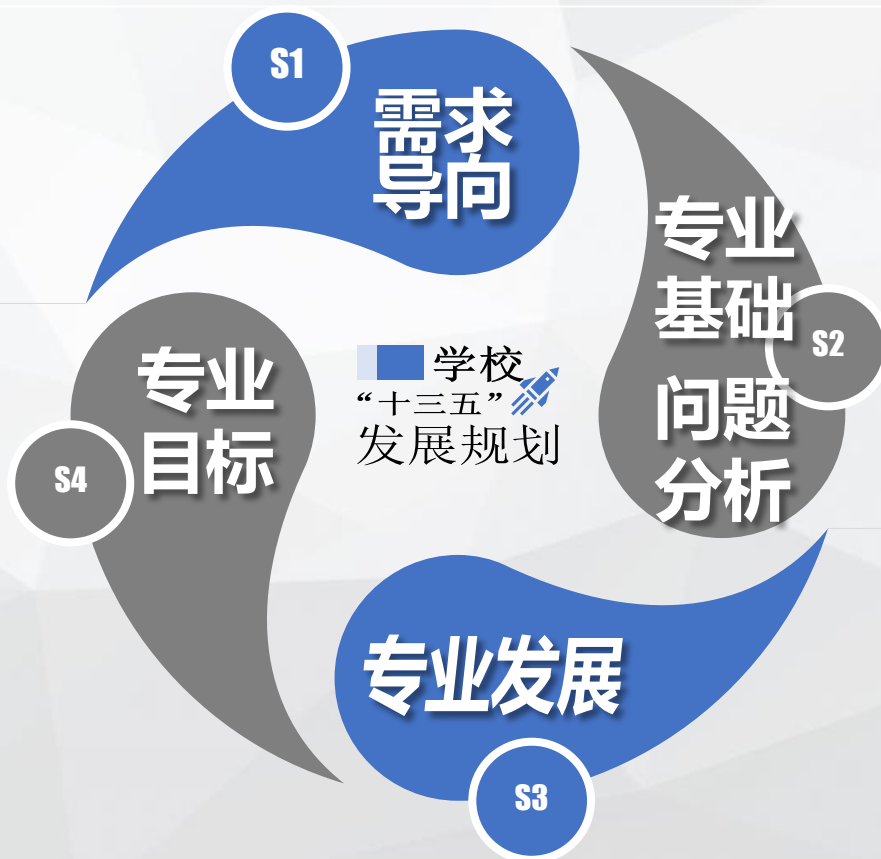 S1
需求
导向
专业
基础
S2
问题
分析
学校
“十三五”
发展规划
专业
目标
S4
专业发展
S3